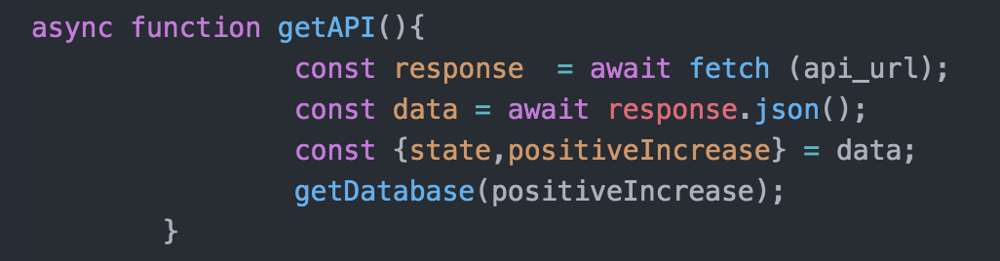 async function getAPI(){
const response  = await fetch (api_url);
const data = await response.json();
const {state,positiveIncrease} = data;
getDatabase(positiveIncrease);
}